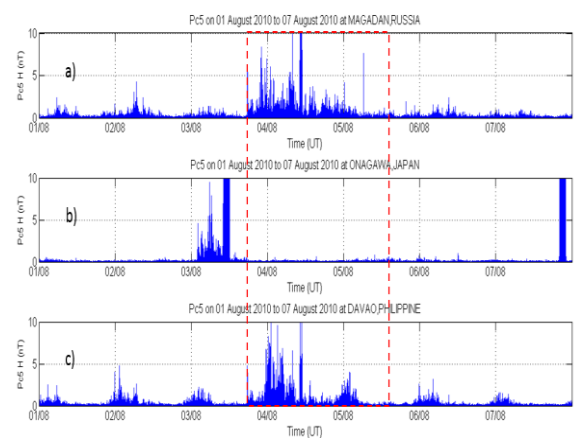 Pc5 on 01 August 2010 to 07 August 2010 at MAGADAN,RUSSIA
10
a)
Pc5 H (nT)
5
0
01/08 02/08 03/08 04/08 05/08 06/08 07/08
Time (UT)
Pc5 on 01 August 2010 to 07 August 2010 at ONAGAWA,JAPAN
10
b)
Pc5 H (nT)
5
0
01/08 02/08 03/08 04/08 05/08 06/08 07/08
Time (UT)
Pc5 on 01 August 2010 to 07 August 2010 at DAVAO,PHILIPPINE
10
c)
Pc5 H (nT)
5
0
01/08 02/08 03/08 04/08 05/08 06/08 07/08
Time (UT)